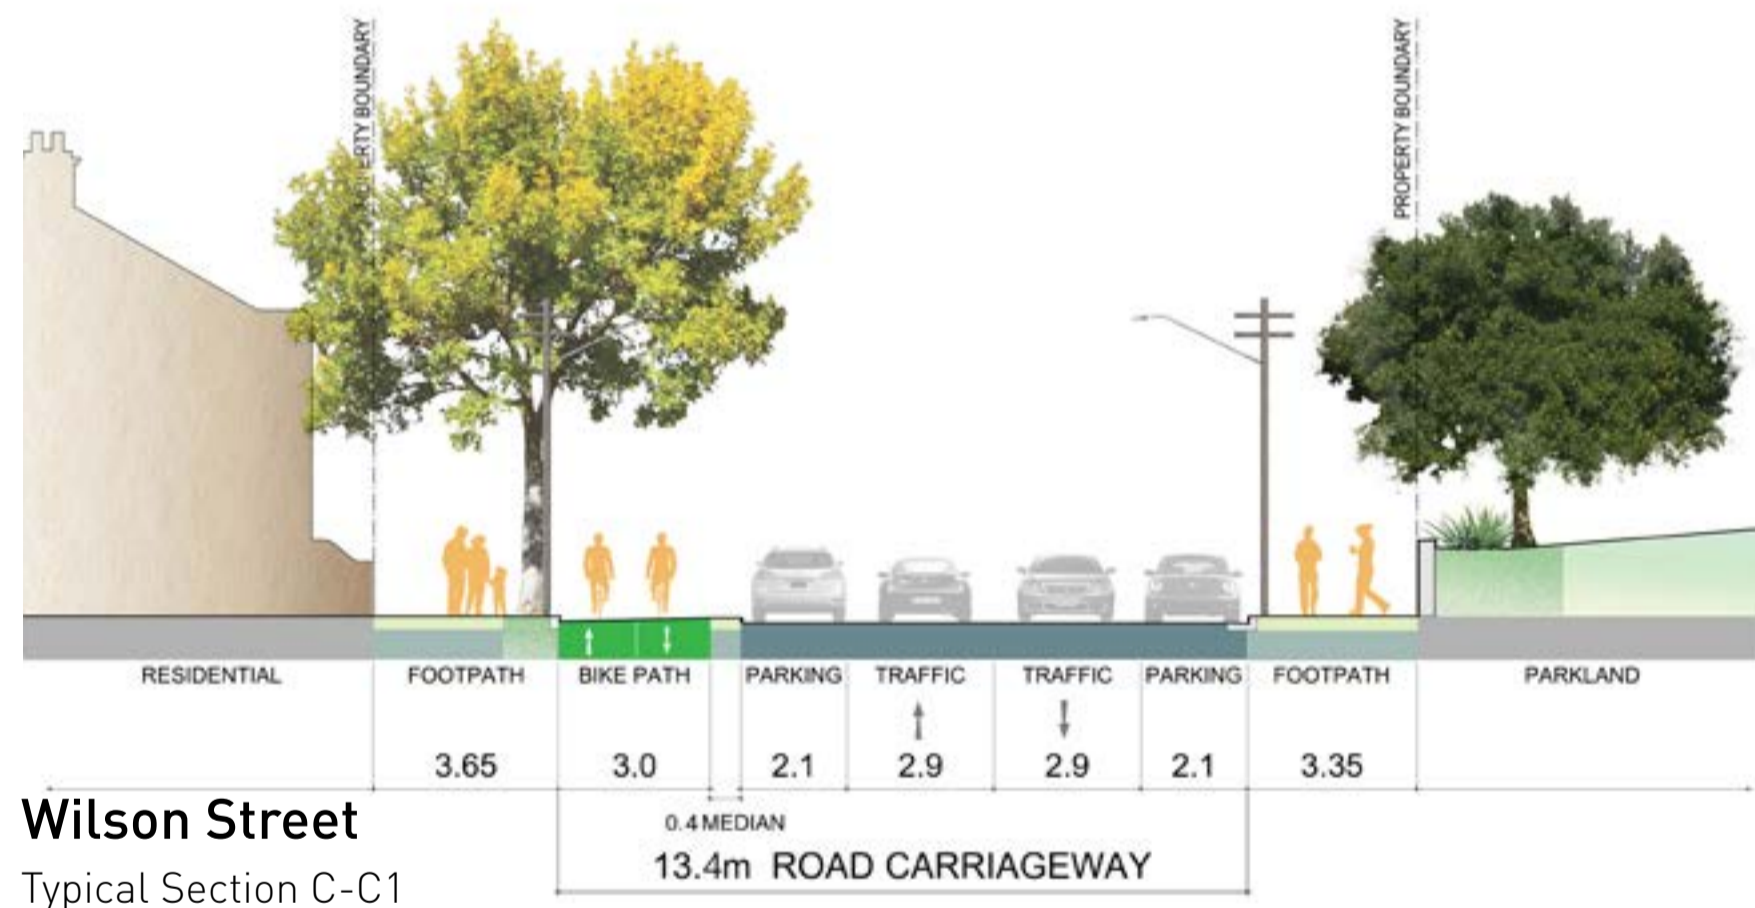 PROPERTY BOUNDARY
ERTY BOUNDARY
RESIDENTIAL FOOTPATH BIKE PATH PARKING TRAFFIC TRAFFIC PARKING FOOTPATH PARKLAND
3.65 3.0 2.1 2.9 2.9 2.1 3.35
0.4 MEDIAN
13.4m ROAD CARRIAGEWAY
Wilson Street
Typical Section C-C1